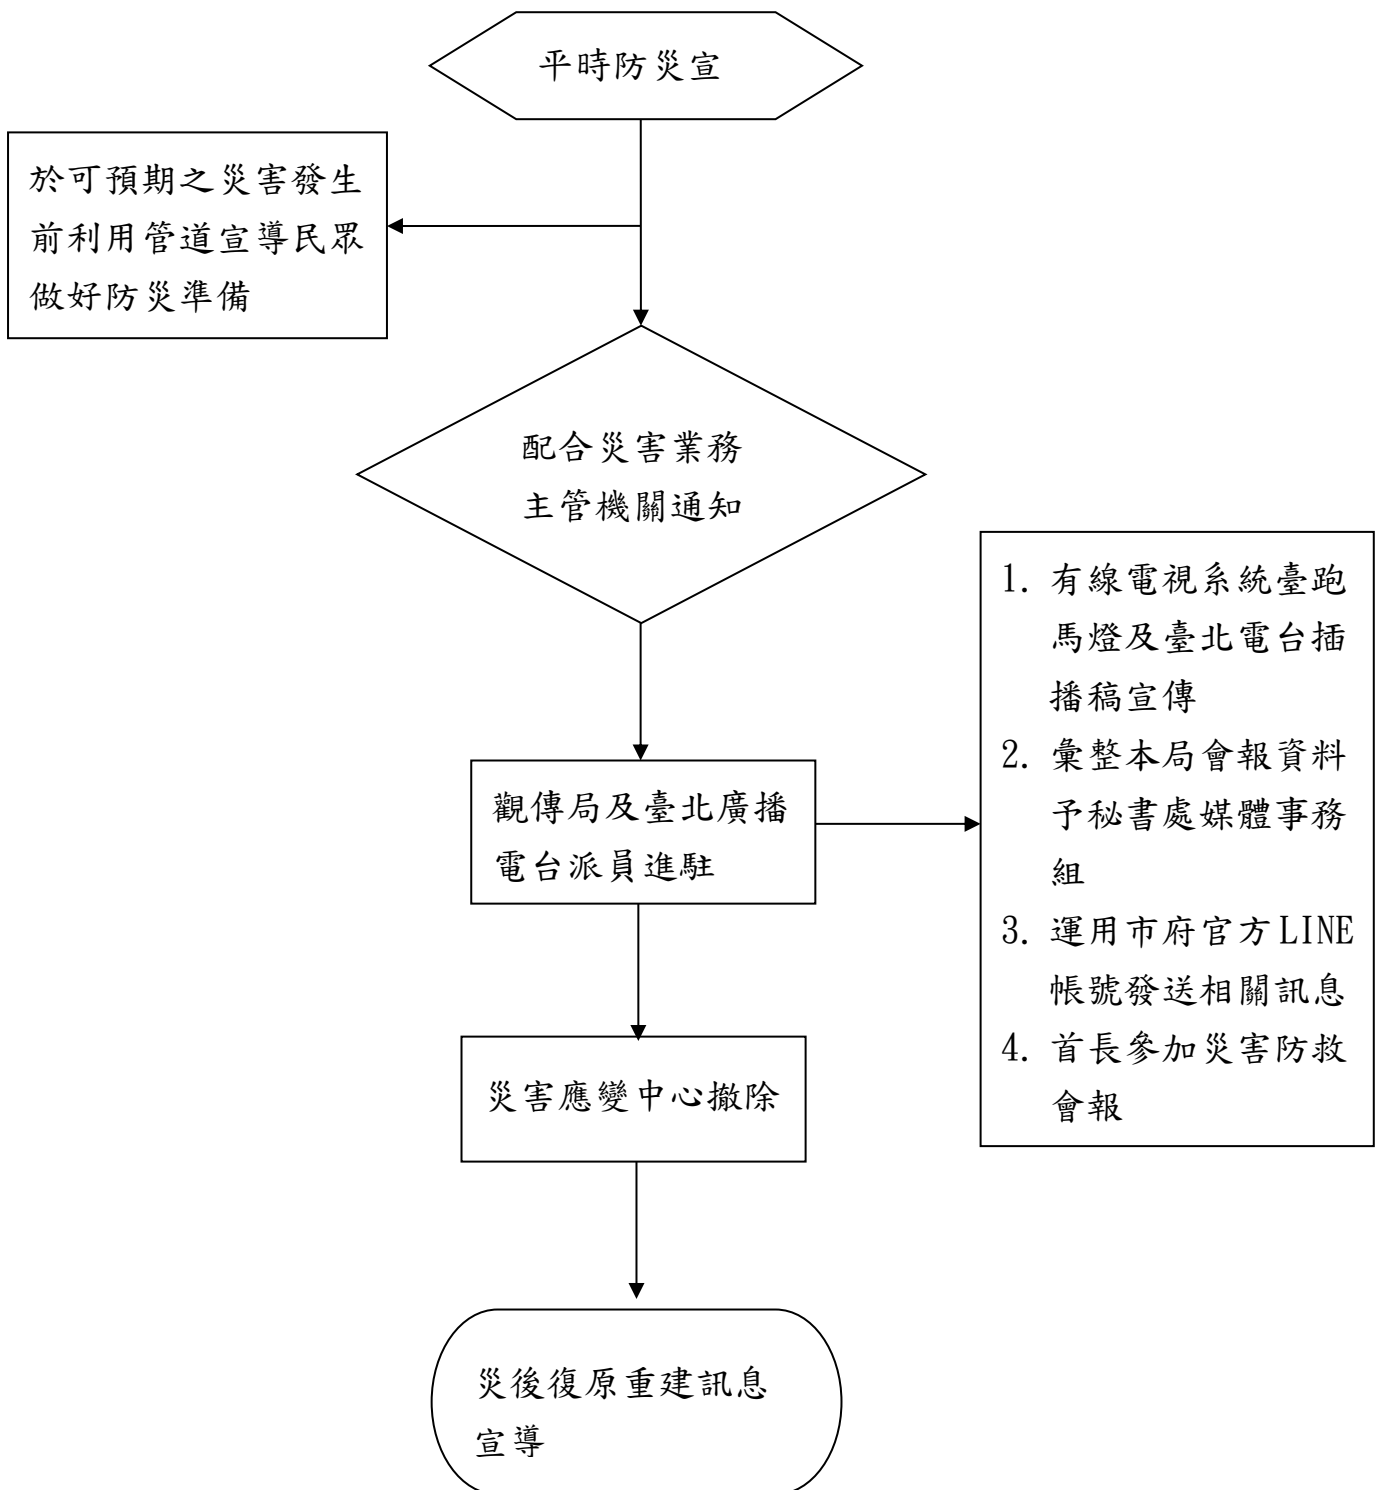 平時防災宣
於可預期之災害發生
前利用管道宣導民眾
做好防災準備
配合災害業務
主管機關通知
觀傳局及臺北廣播
電台派員進駐
1. 有線電視系統臺跑
馬燈及臺北電台插
播稿宣傳
2. 彙整本局會報資料
予秘書處媒體事務
組
3. 運用市府官方LINE
帳號發送相關訊息
4. 首長參加災害防救
會報
災害應變中心撤除
災後復原重建訊息
宣導